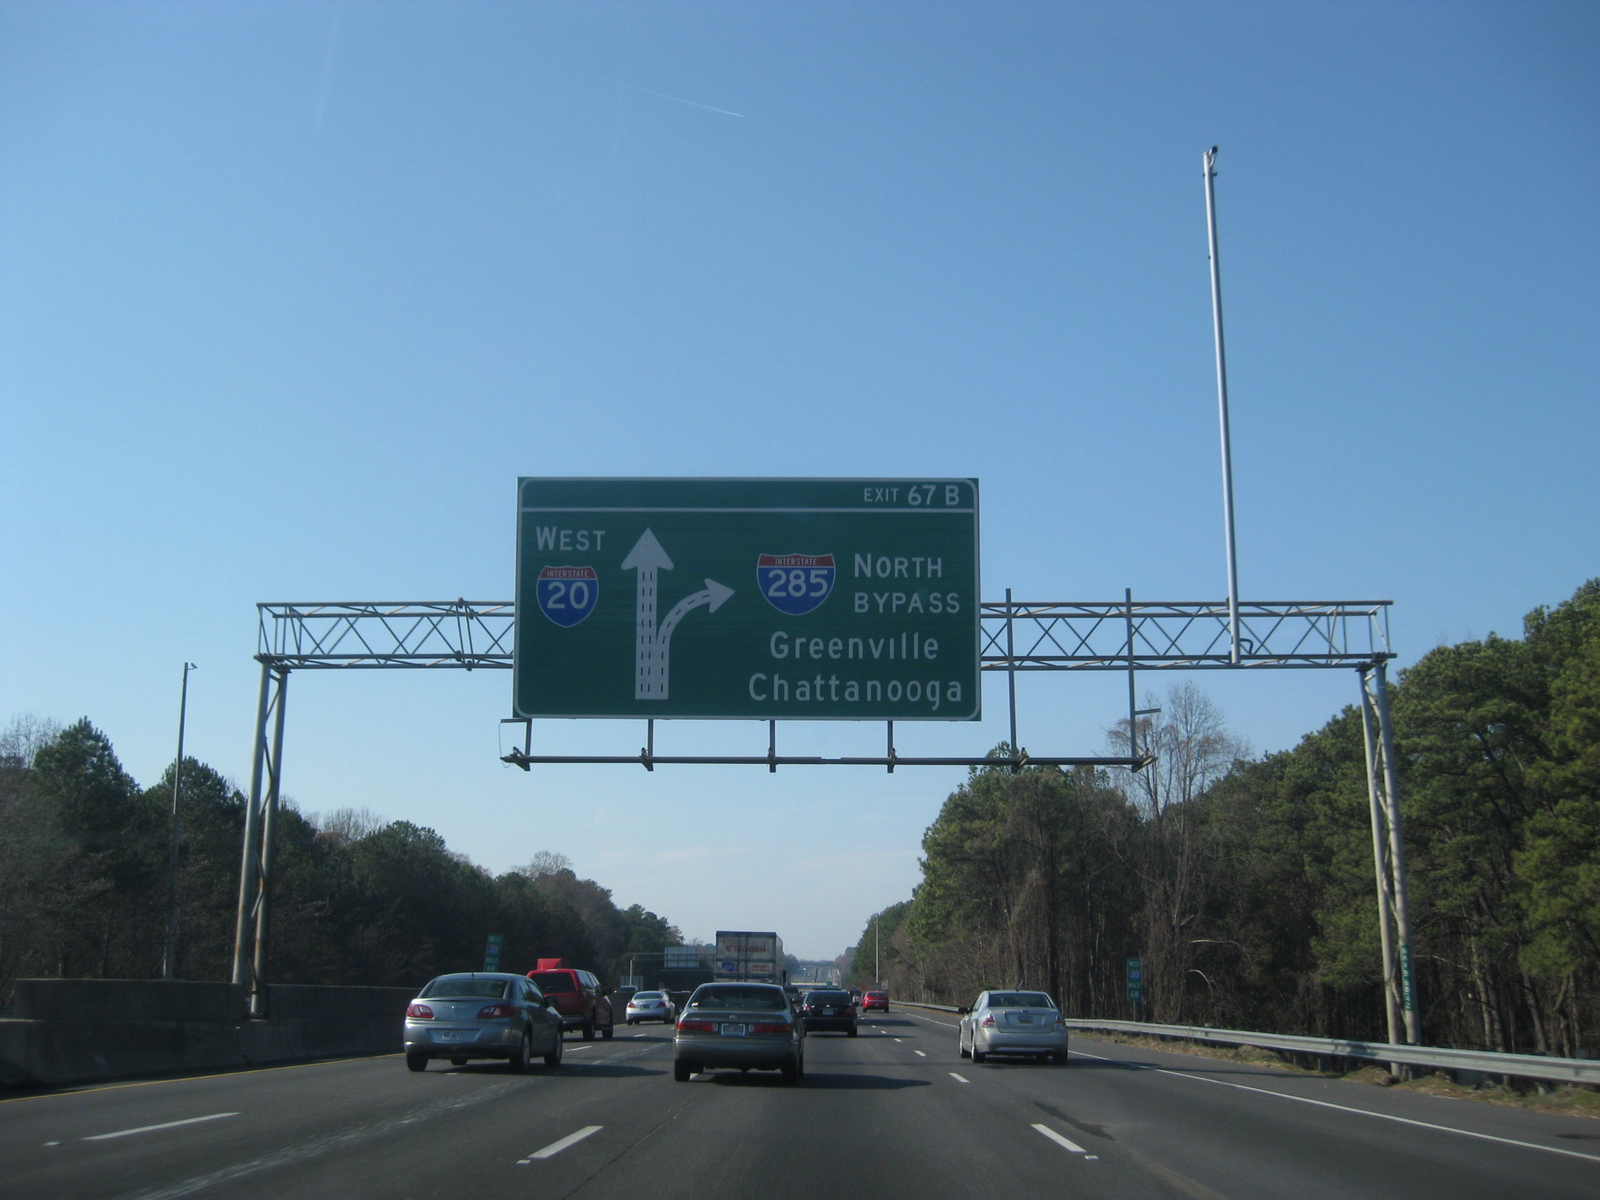 EXIT 67 B
WEST
INTERSTATE
20
INTERSTATE
285
NORTH
BYPASS
Greenville
Chattanooga